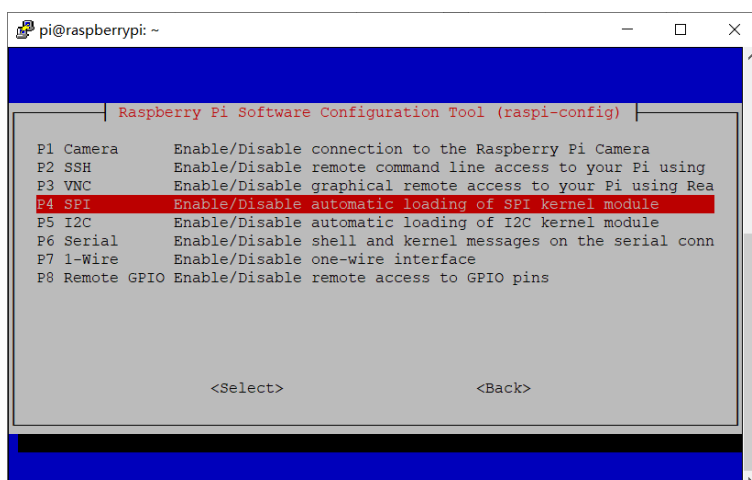 pi@raspberrypi: ~
Raspberry Pi Software Configuration Tool (raspi-config)
P1 Camera Enable/Disable connection to the Raspberry Pi Camera
P2 SSH Enable/Disable remote command line access to your Pi using
P3 VNC Enable/Disable graphical remote access to your Pi using Rea
P4 SPI Enable/Disable automatic loading of SPI kernel module
P5 I2C Enable/Disable automatic loading of I2C kernel module
P6 Serial Enable/Disable shell and kernel messages on the serial conn
P7 1-Wire Enable/Disable one-wire interface
P8 Remote GPIO Enable/Disable remote access to GPIO pins
<Select> <Back>